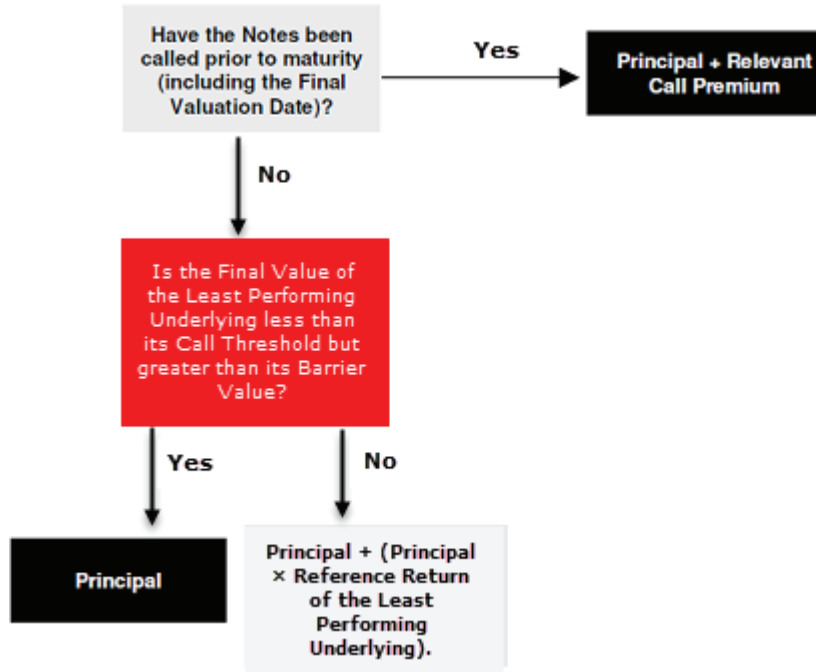 Have the Notes been
called prior to maturity
(including the Final
Valuation Date)?
Yes
Principal + Relevant
Call Premium
No
Is the Final Value of
the Least Performing
Underlying less than
its Call Threshold but
greater than its Barrier
Value?
Yes
No
Principal
Principal + (Principal
× Reference Return
of the Least
Performing
Underlying).